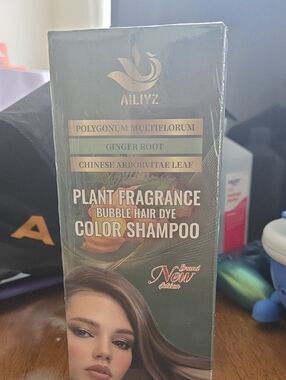 AILIYZ
POLYGONUM MULTIFLORUM
GINGER ROOT
CHINESE ARBORVITAE LEAF
PLANT FRAGRANCE
BUBBLE HAIR DYE
COLOR SHAMPOO
Brand
New
Edition
A